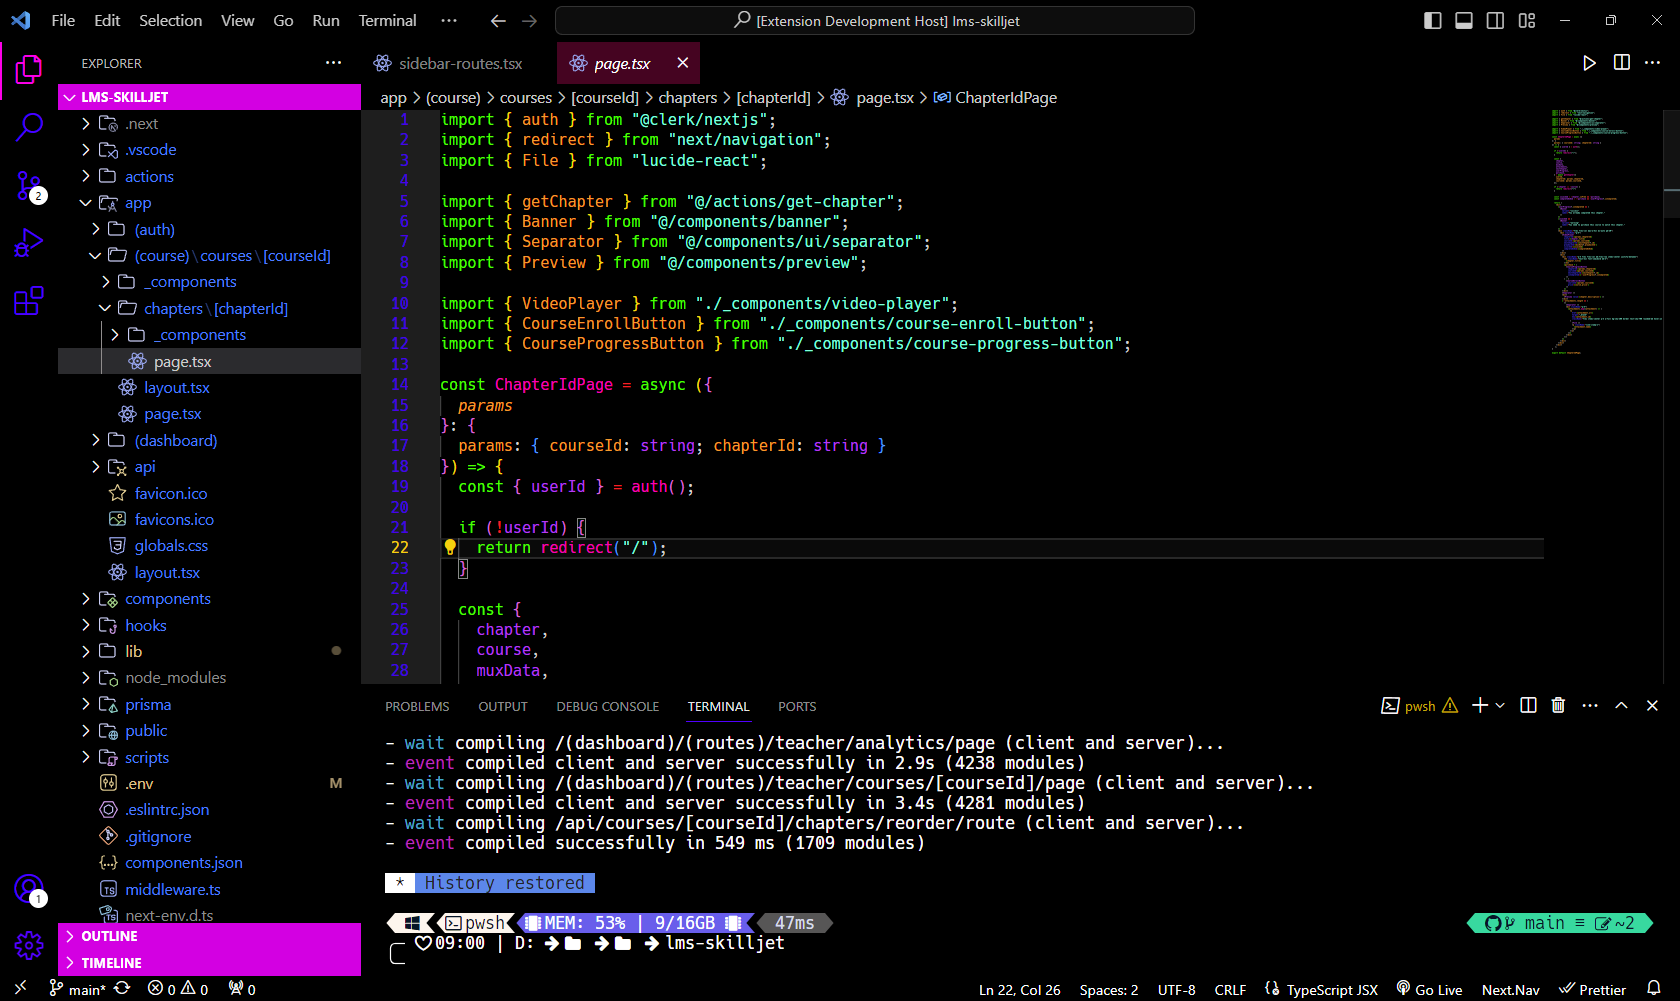 File Edit Selection View Go Run Terminal ··· [Extension Development Host] lms-skilljet
EXPLORER ···
LMS-SKILLJET
.next
.vscode
actions
app
(auth)
(course)\courses\[courseId]
_components
chapters\[chapterId]
_components
page.tsx
layout.tsx
page.tsx
(dashboard)
api
favicon.ico
favicons.ico
globals.css
layout.tsx
components
hooks
lib
node_modules
prisma
public
scripts
.env M
.eslintrc.json
.gitignore
components.json
middleware.ts
next-env.d.ts
OUTLINE
TIMELINE
2
1
sidebar-routes.tsx page.tsx
app > (course) > courses > [courseId] > chapters > [chapterId] > page.tsx > ChapterIdPage
1 import { auth } from "@clerk/nextjs";
2 import { redirect } from "next/navigation";
3 import { File } from "lucide-react";
4
5 import { getChapter } from "@/actions/get-chapter";
6 import { Banner } from "@/components/banner";
7 import { Separator } from "@/components/ui/separator";
8 import { Preview } from "@/components/preview";
9
10 import { VideoPlayer } from "./_components/video-player";
11 import { CourseEnrollButton } from "./_components/course-enroll-button";
12 import { CourseProgressButton } from "./_components/course-progress-button";
13
14 const ChapterIdPage = async ({
15 params
16 }: {
17 params: { courseId: string; chapterId: string }
18 }) => {
19 const { userId } = auth();
20
21 if (!userId) {
22 return redirect("/");
23 }
24
25 const {
26 chapter,
27 course,
28 muxData,
PROBLEMS OUTPUT DEBUG CONSOLE TERMINAL PORTS pwsh
- wait compiling /(dashboard)/(routes)/teacher/analytics/page (client and server)...
- event compiled client and server successfully in 2.9s (4238 modules)
- wait compiling /(dashboard)/(routes)/teacher/courses/[courseId]/page (client and server)...
- event compiled client and server successfully in 3.4s (4281 modules)
- wait compiling /api/courses/[courseId]/chapters/reorder/route (client and server)...
- event compiled successfully in 549 ms (1709 modules)
* History restored
pwsh MEM: 53% | 9/16GB 47ms main ≡ ~2
09:00 | D: lms-skilljet
main* 0 0 0 Ln 22, Col 26 Spaces: 2 UTF-8 CRLF TypeScript JSX Go Live Next.Nav Prettier